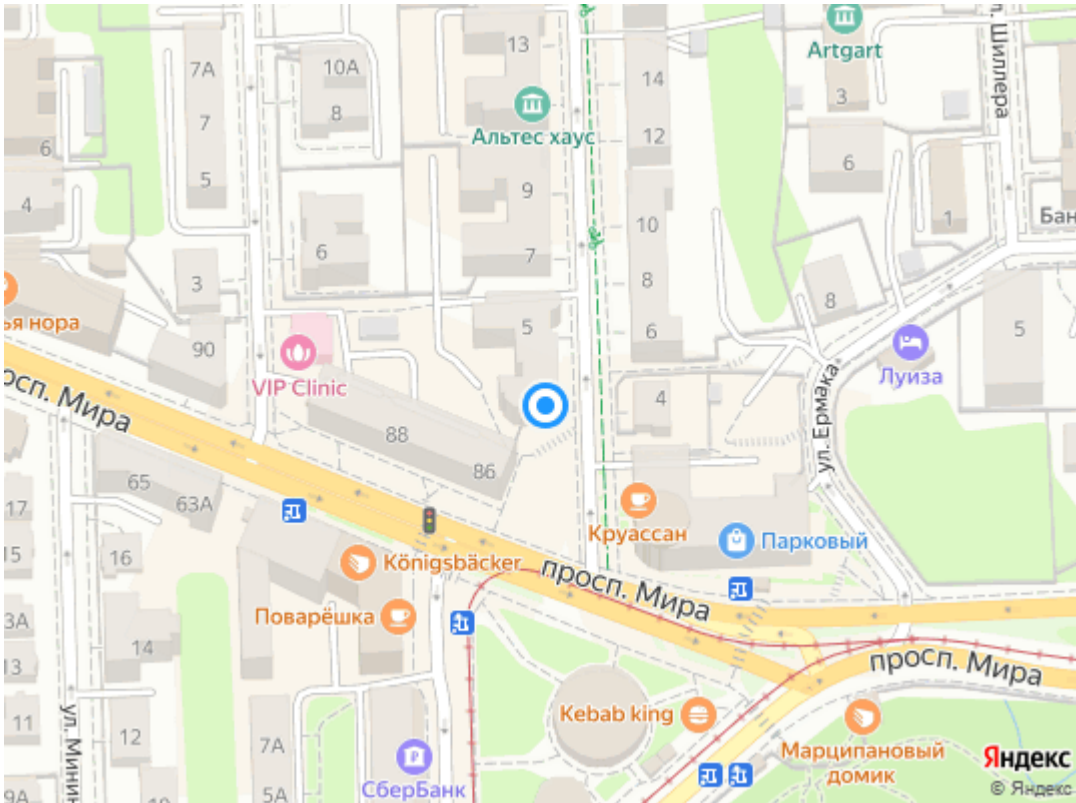 13
7А
10А
14
Artgart
ул. Шиллера
8
3
7
Альтес хаус
12
6
5
9
6
4
1
Бан
10
6
7
3
8
8
ья нора
90
5
6
5
VIP Clinic
Луиза
просп. Мира
4
ул. Ермака
88
86
65
63А
17
Круассан
Парковый
15
16
Königsbäcker
просп. Мира
3А
Поварёшка
14
13
просп. Мира
11
ул. Минин
12
Kebab king
7А
Марципановый
домик
СберБанк
5А
9А
Яндекс
© Яндекс